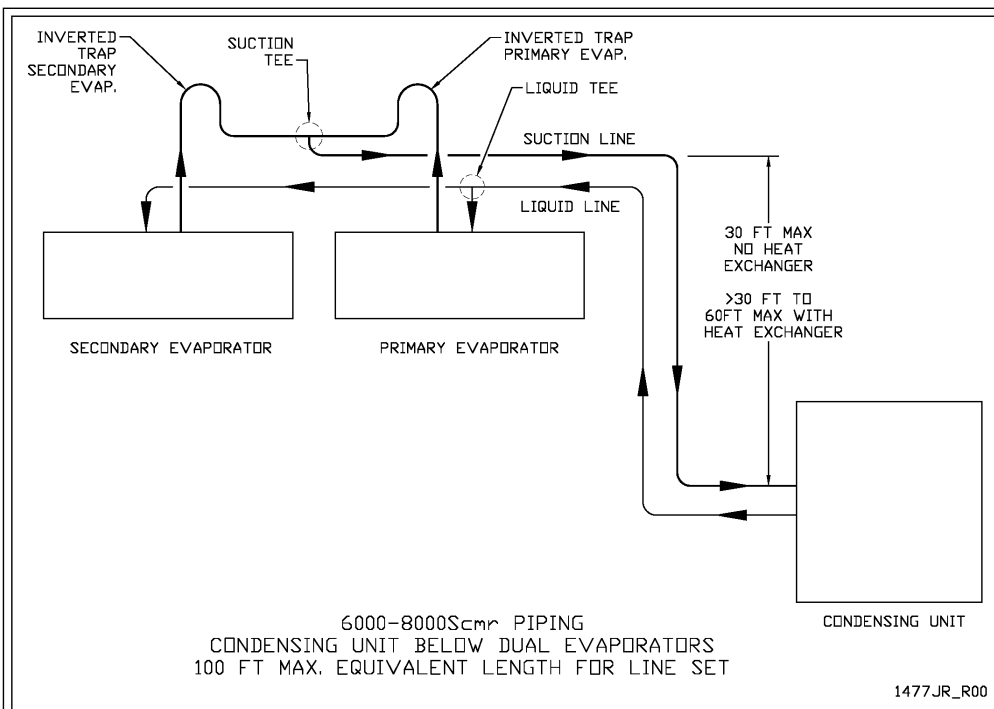 INVERTED
TRAP
SECONDARY
EVAP.
SUCTION
TEE
INVERTED TRAP
PRIMARY EVAP.
LIQUID TEE
SUCTION LINE
LIQUID LINE
30 FT MAX
NO HEAT
EXCHANGER
>30 FT TO
60FT MAX WITH
HEAT EXCHANGER
SECONDARY EVAPORATOR
PRIMARY EVAPORATOR
CONDENSING UNIT
6000-8000Scmr PIPING
CONDENSING UNIT BELOW DUAL EVAPORATORS
100 FT MAX. EQUIVALENT LENGTH FOR LINE SET
1477JR_R00